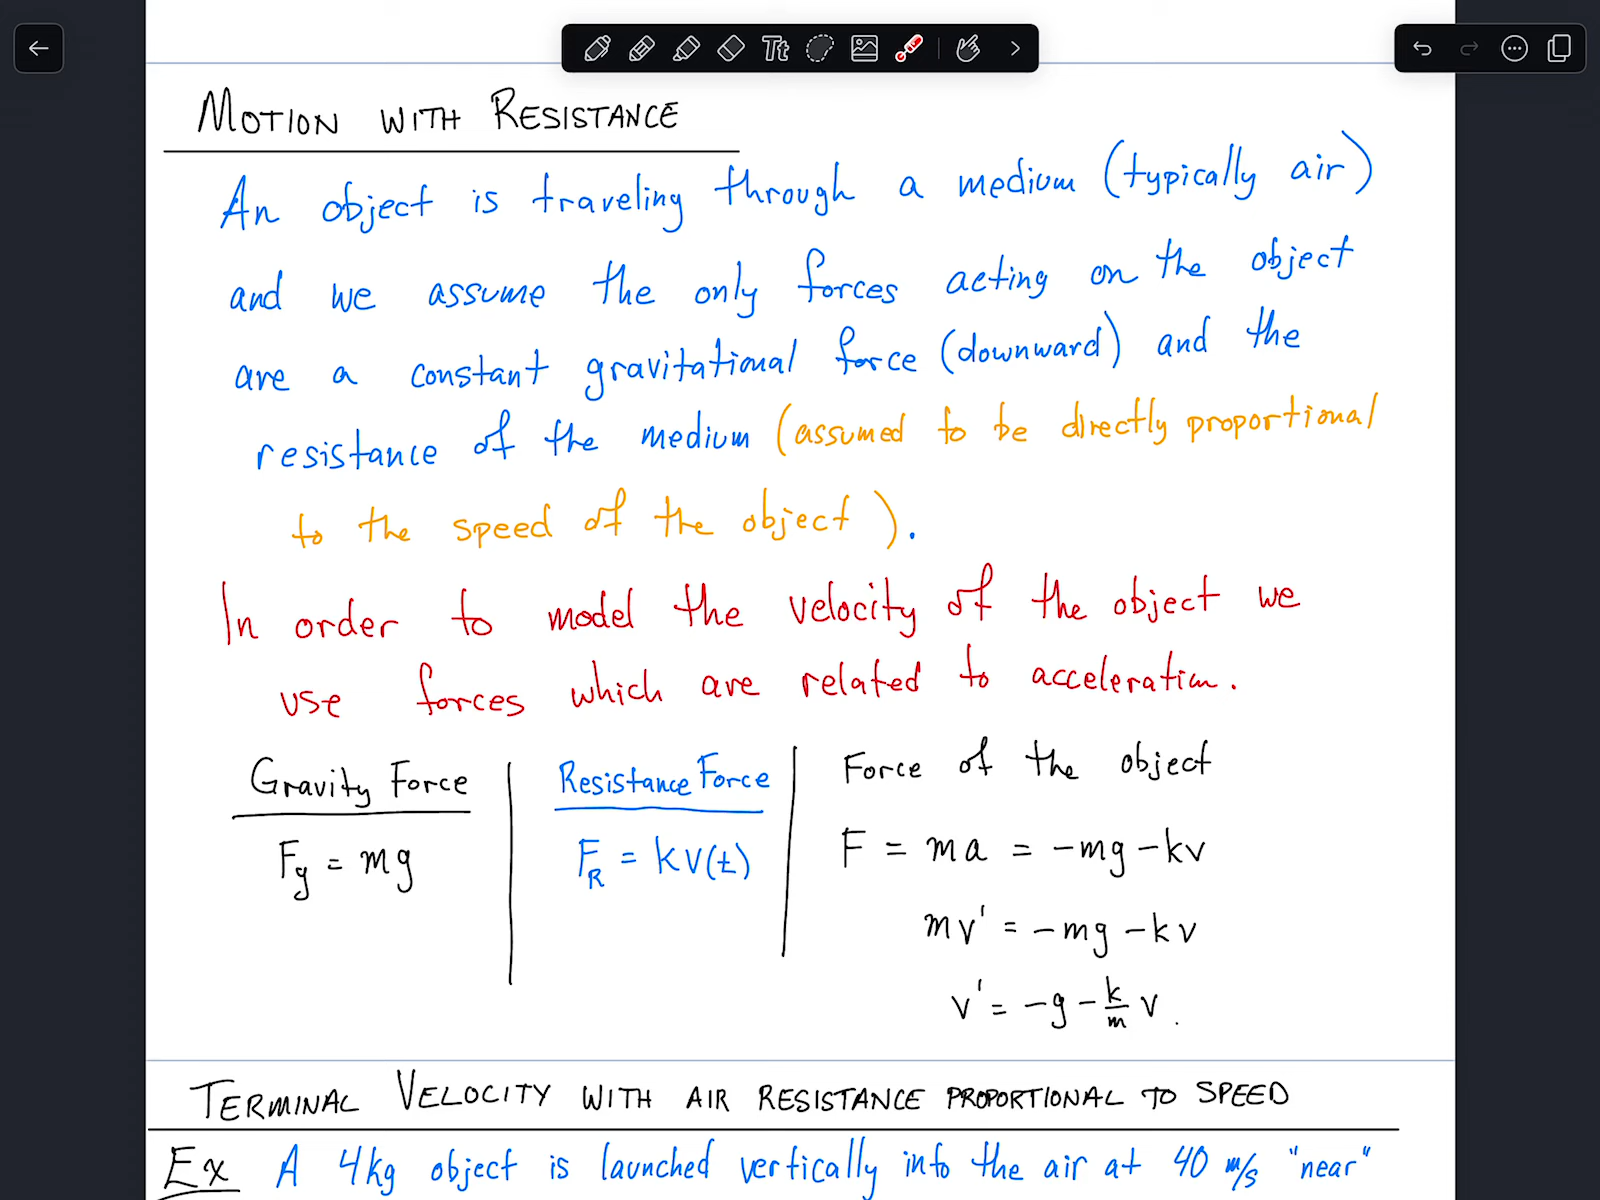 Tt
MOTION WITH RESISTANCE
An object is traveling through a medium (typically air)
and we assume the only forces acting on the object
are a constant gravitational force (downward) and the
resistance of the medium (assumed to be directly proportional
to the speed of the object).
In order to model the velocity of the object we
use forces which are related to acceleration.
Gravity Force
F_g = mg
Resistance Force
F_R = kv(t)
Force of the object
F = ma = -mg - kv
mv' = -mg - kv
v' = -g - k/m v.
TERMINAL VELOCITY WITH AIR RESISTANCE PROPORTIONAL TO SPEED
Ex A 4kg object is launched vertically into the air at 40 m/s "near"